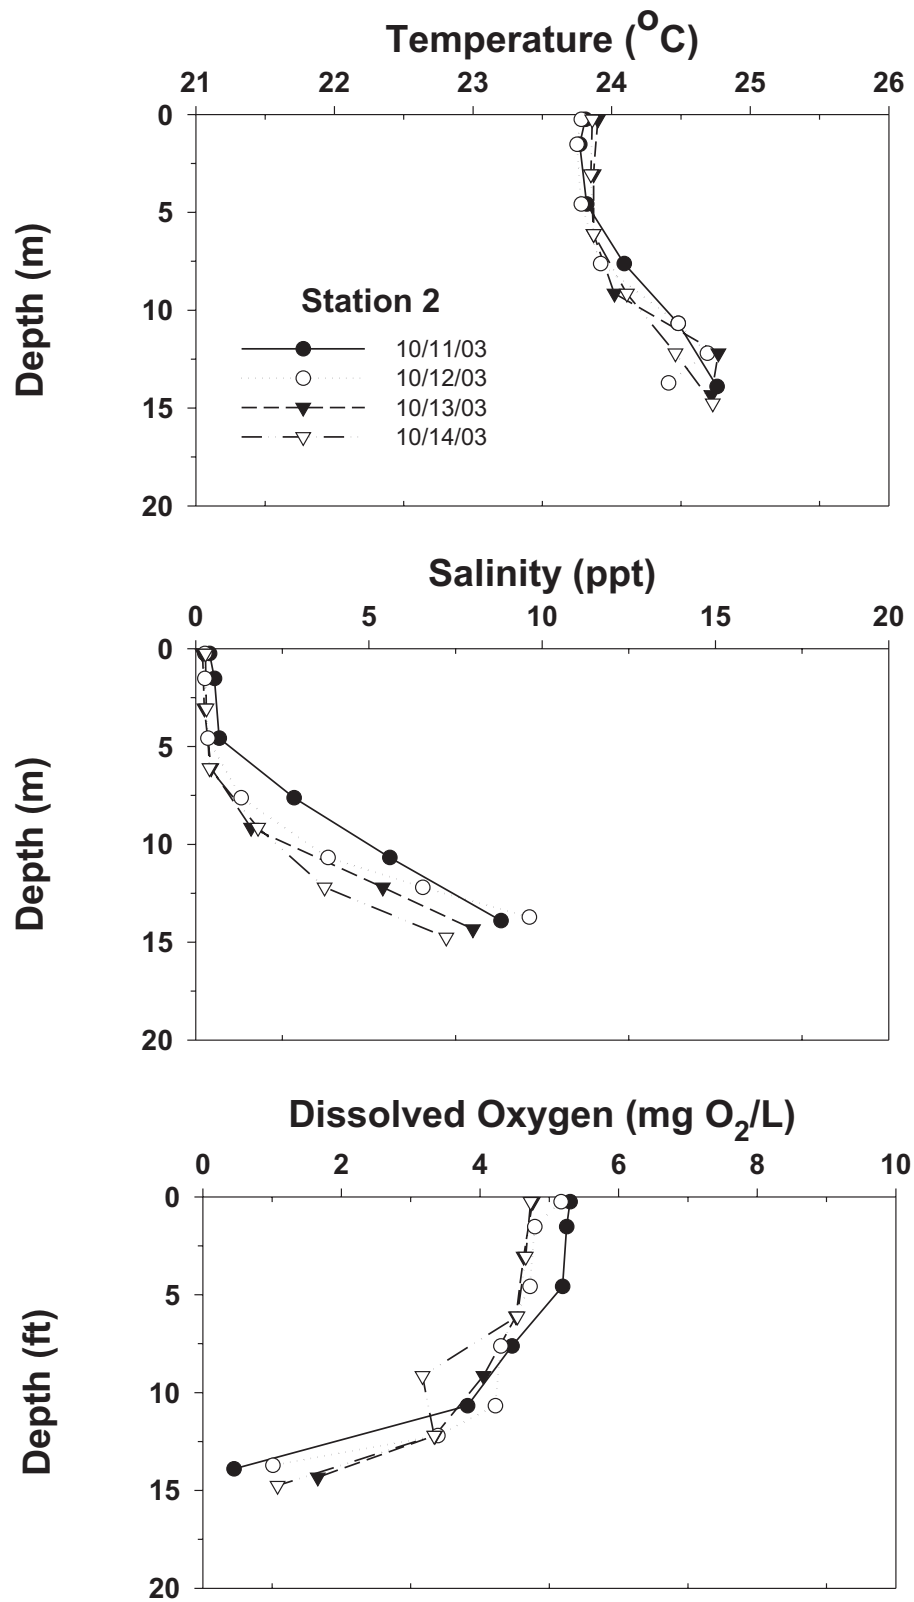 Temperature (°C)
21 22 23 24 25 26
0
5
10
15
20
Depth (m)
Station 2
10/11/03
10/12/03
10/13/03
10/14/03
Salinity (ppt)
0 5 10 15 20
0
5
10
15
20
Depth (m)
Dissolved Oxygen (mg O₂/L)
0 2 4 6 8 10
0
5
10
15
20
Depth (ft)